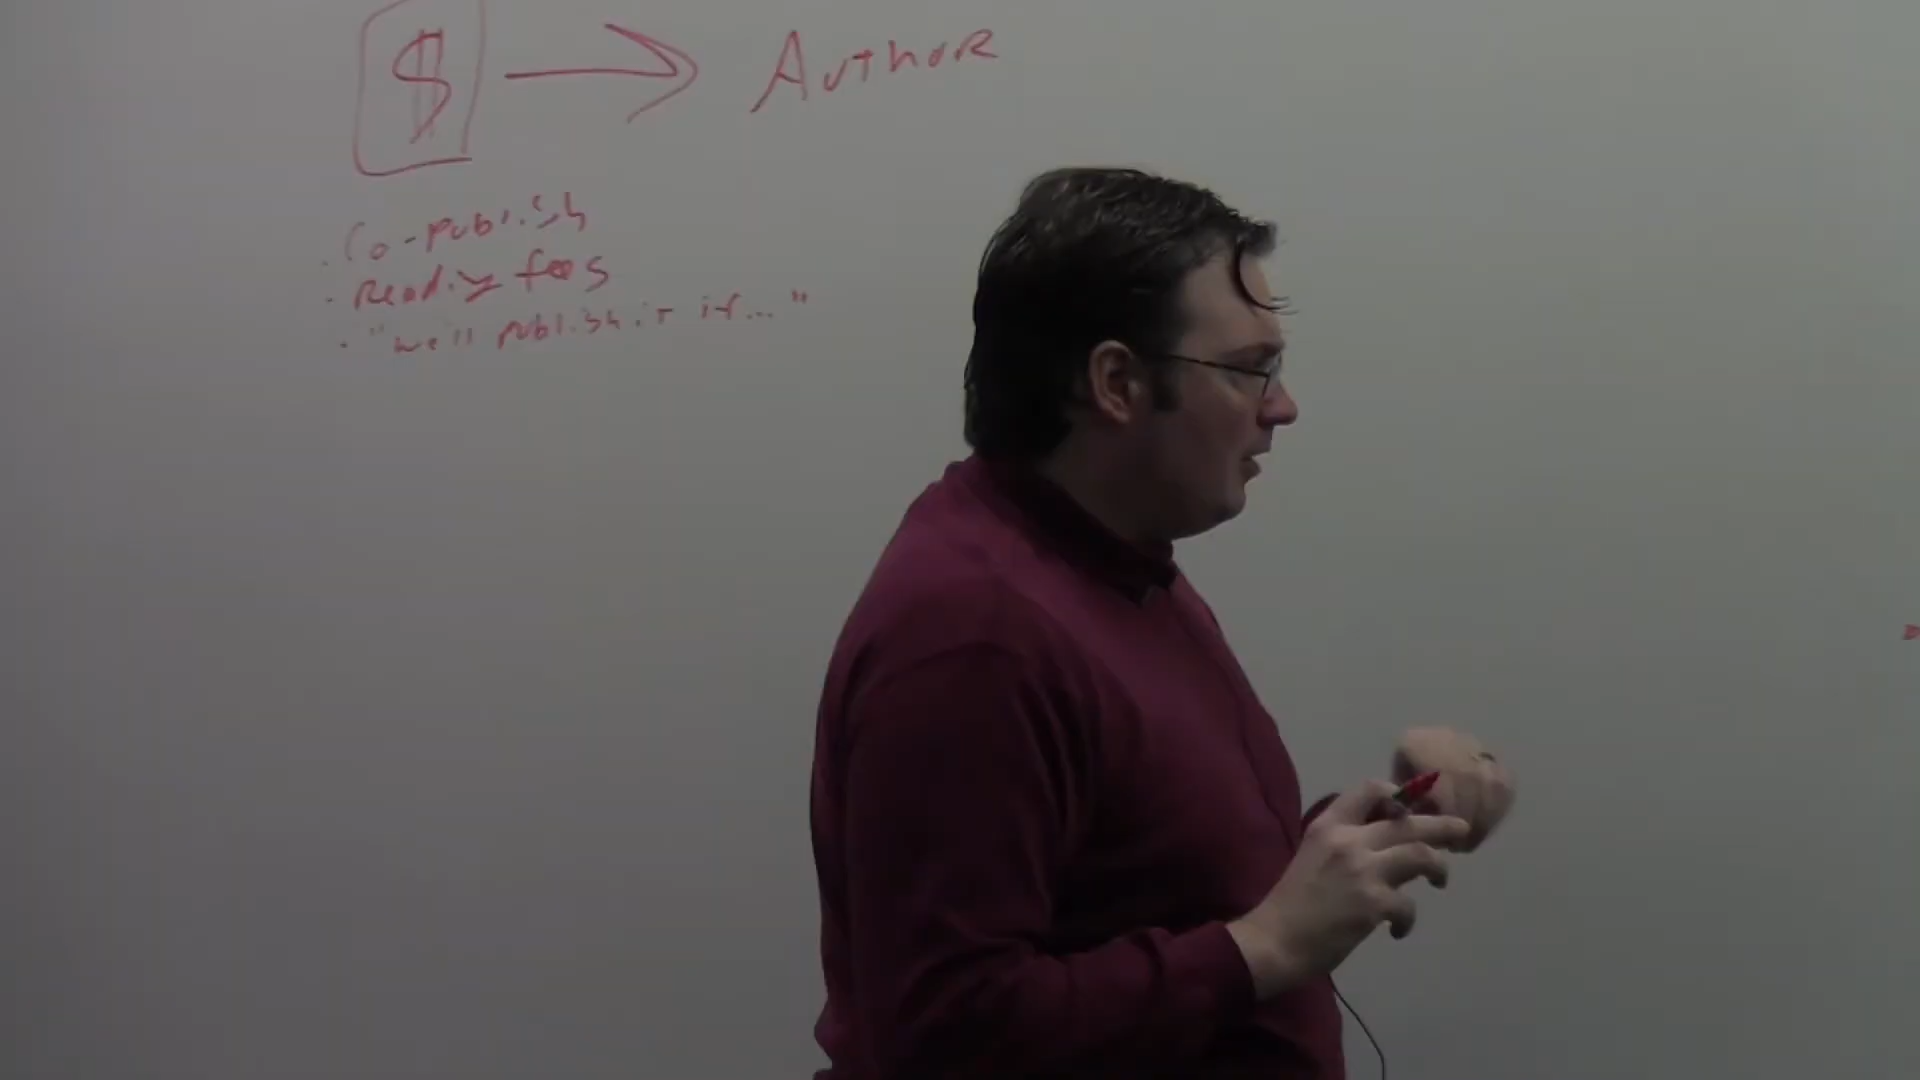 $ → Author
· Co-publish
· Reading fees
· "we'll publish it if..."